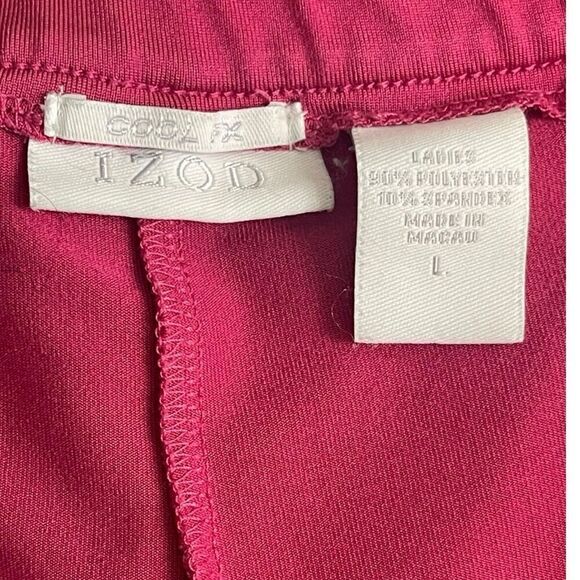 COOL FX
IZOD
LADIES
90% POLYESTER
10% SPANDEX
MADE IN
MACAU
L